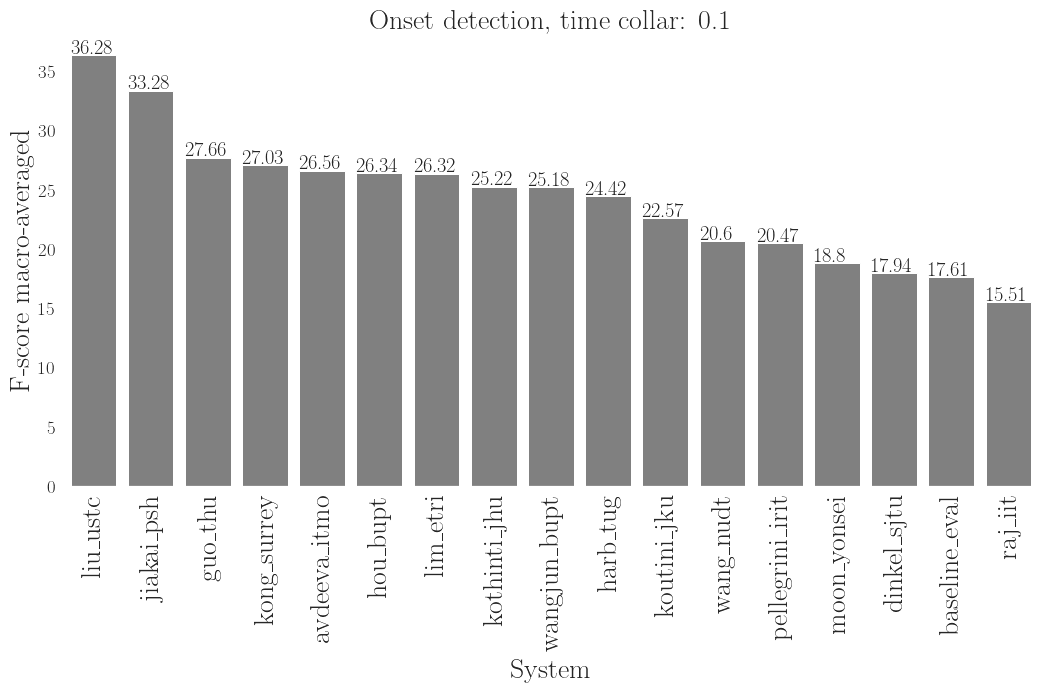 Onset detection, time collar: 0.1
F-score macro-averaged
35
30
25
20
15
10
5
0
36.28
33.28
27.66
27.03
26.56
26.34
26.32
25.22
25.18
24.42
22.57
20.6
20.47
18.8
17.94
17.61
15.51
liu_ustc
jiakai_psh
guo_thu
kong_surrey
avdeeva_itmo
hou_bupt
lim_etri
kothinti_jhu
wangjun_bupt
harb_tug
koutini_jku
wang_nudt
pellegrini_irit
moon_yonsei
dinkel_sjtu
baseline_eval
raj_iit
System